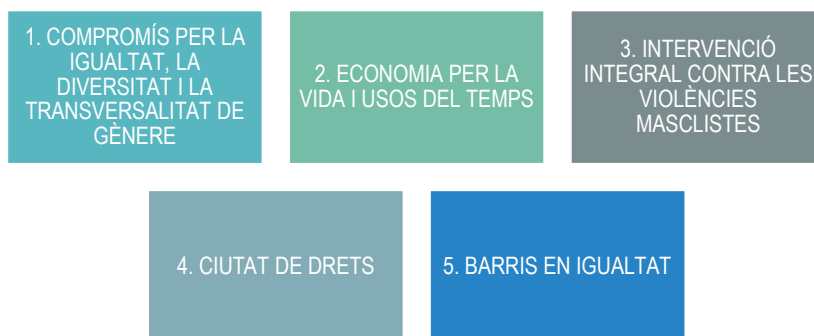 1. COMPROMÍS PER LA
IGUALTAT, LA
DIVERSITAT I LA
TRANSVERSALITAT DE
GÈNERE
2. ECONOMIA PER LA
VIDA I USOS DEL TEMPS
3. INTERVENCIÓ
INTEGRAL CONTRA LES
VIOLÈNCIES
MASCLISTES
4. CIUTAT DE DRETS
5. BARRIS EN IGUALTAT